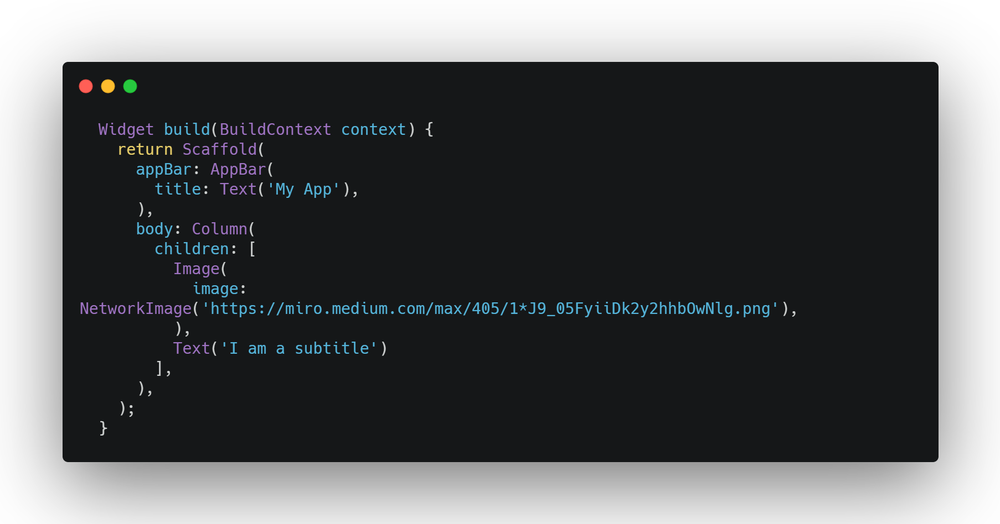 Widget build(BuildContext context) {
return Scaffold(
appBar: AppBar(
title: Text('My App'),
),
body: Column(
children: [
Image(
image:
NetworkImage('https://miro.medium.com/max/405/1*J9_05FyiiDk2y2hhbOwNlg.png'),
),
Text('I am a subtitle')
],
),
);
}